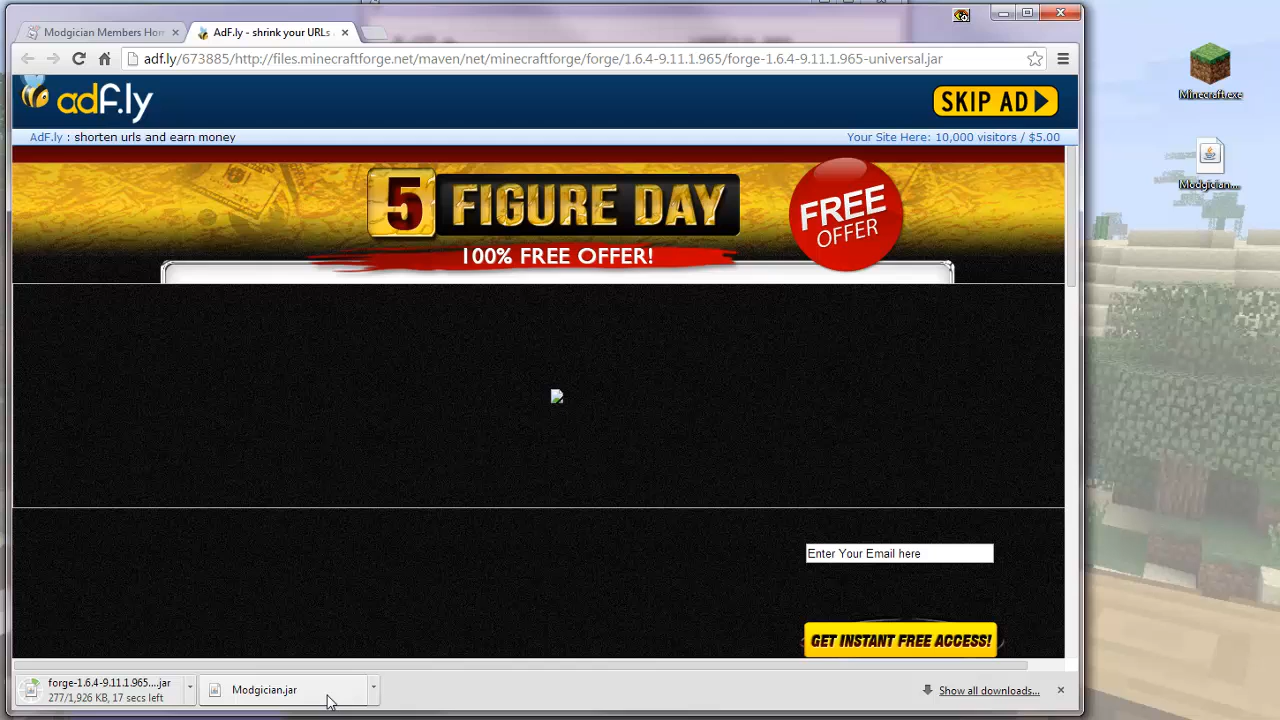 Modgician Members Hom
AdF.ly - shrink your URLs
adf.ly/673885/http://files.minecraftforge.net/maven/net/minecraftforge/forge/1.6.4-9.11.1.965/forge-1.6.4-9.11.1.965-universal.jar
adf.ly
SKIP AD
AdF.ly : shorten urls and earn money
Your Site Here: 10,000 visitors / $5.00
5 FIGURE DAY
100% FREE OFFER!
FREE
OFFER
Enter Your Email here
GET INSTANT FREE ACCESS!
forge-1.6.4-9.11.1.965....jar
277/1,926 KB, 17 secs left
Modgician.jar
Show all downloads...
Minecraft.exe
Modgician...